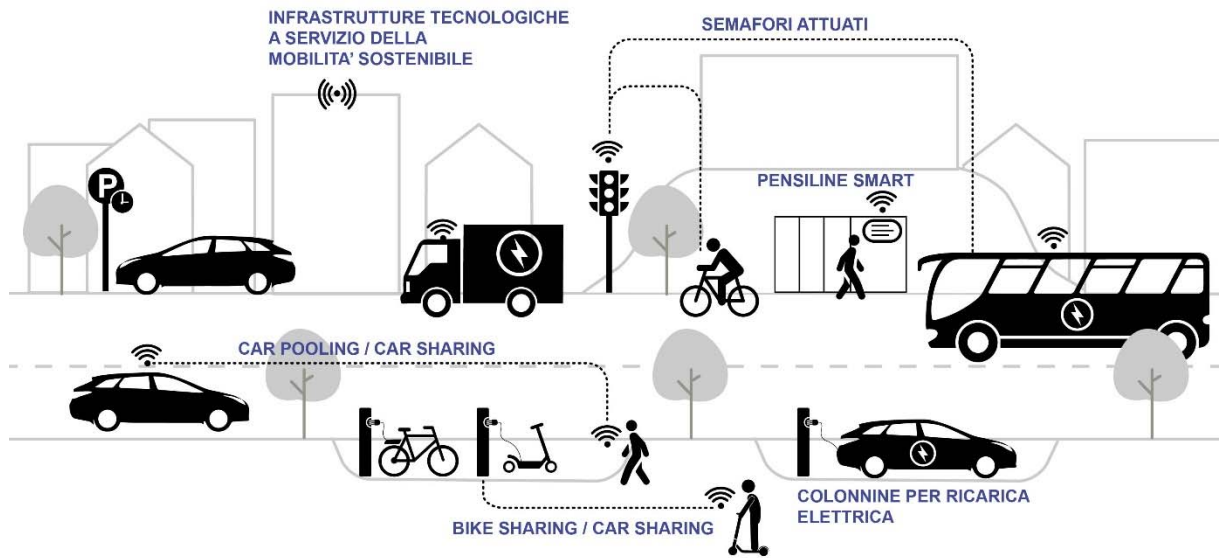 INFRASTRUTTURE TECNOLOGICHE
A SERVIZIO DELLA
MOBILITA' SOSTENIBILE
SEMAFORI ATTUATI
PENSILINE SMART
P
CAR POOLING / CAR SHARING
COLONNINE PER RICARICA
ELETTRICA
BIKE SHARING / CAR SHARING